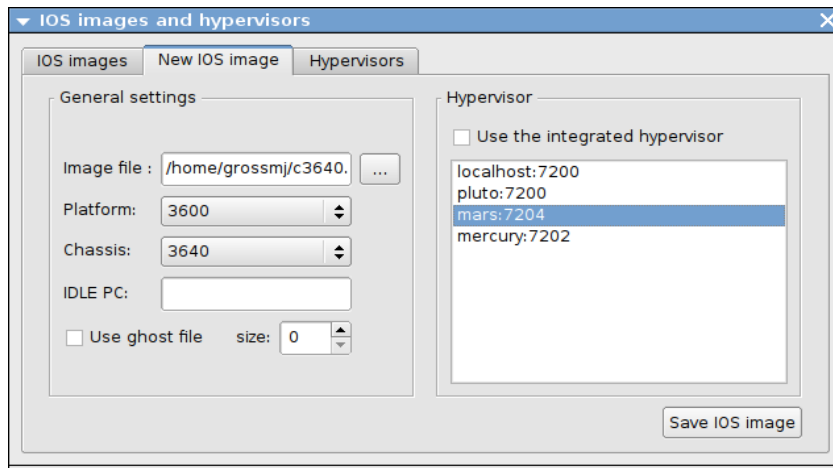 IOS images and hypervisors
IOS images New IOS image Hypervisors
General settings
Image file : /home/grossmj/c3640. ...
Platform: 3600
Chassis: 3640
IDLE PC:
Use ghost file size: 0
Hypervisor
Use the integrated hypervisor
localhost:7200
pluto:7200
mars:7204
mercury:7202
Save IOS image